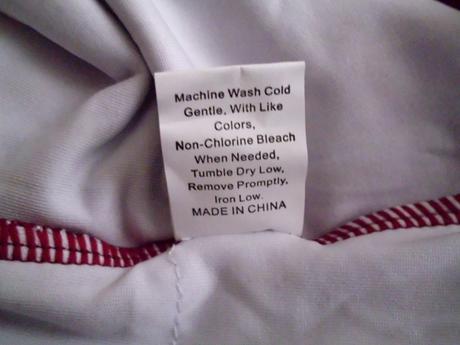 Machine Wash Cold
Gentle, With Like
Colors,
Non-Chlorine Bleach
When Needed,
Tumble Dry Low,
Remove Promptly,
Iron Low.
MADE IN CHINA